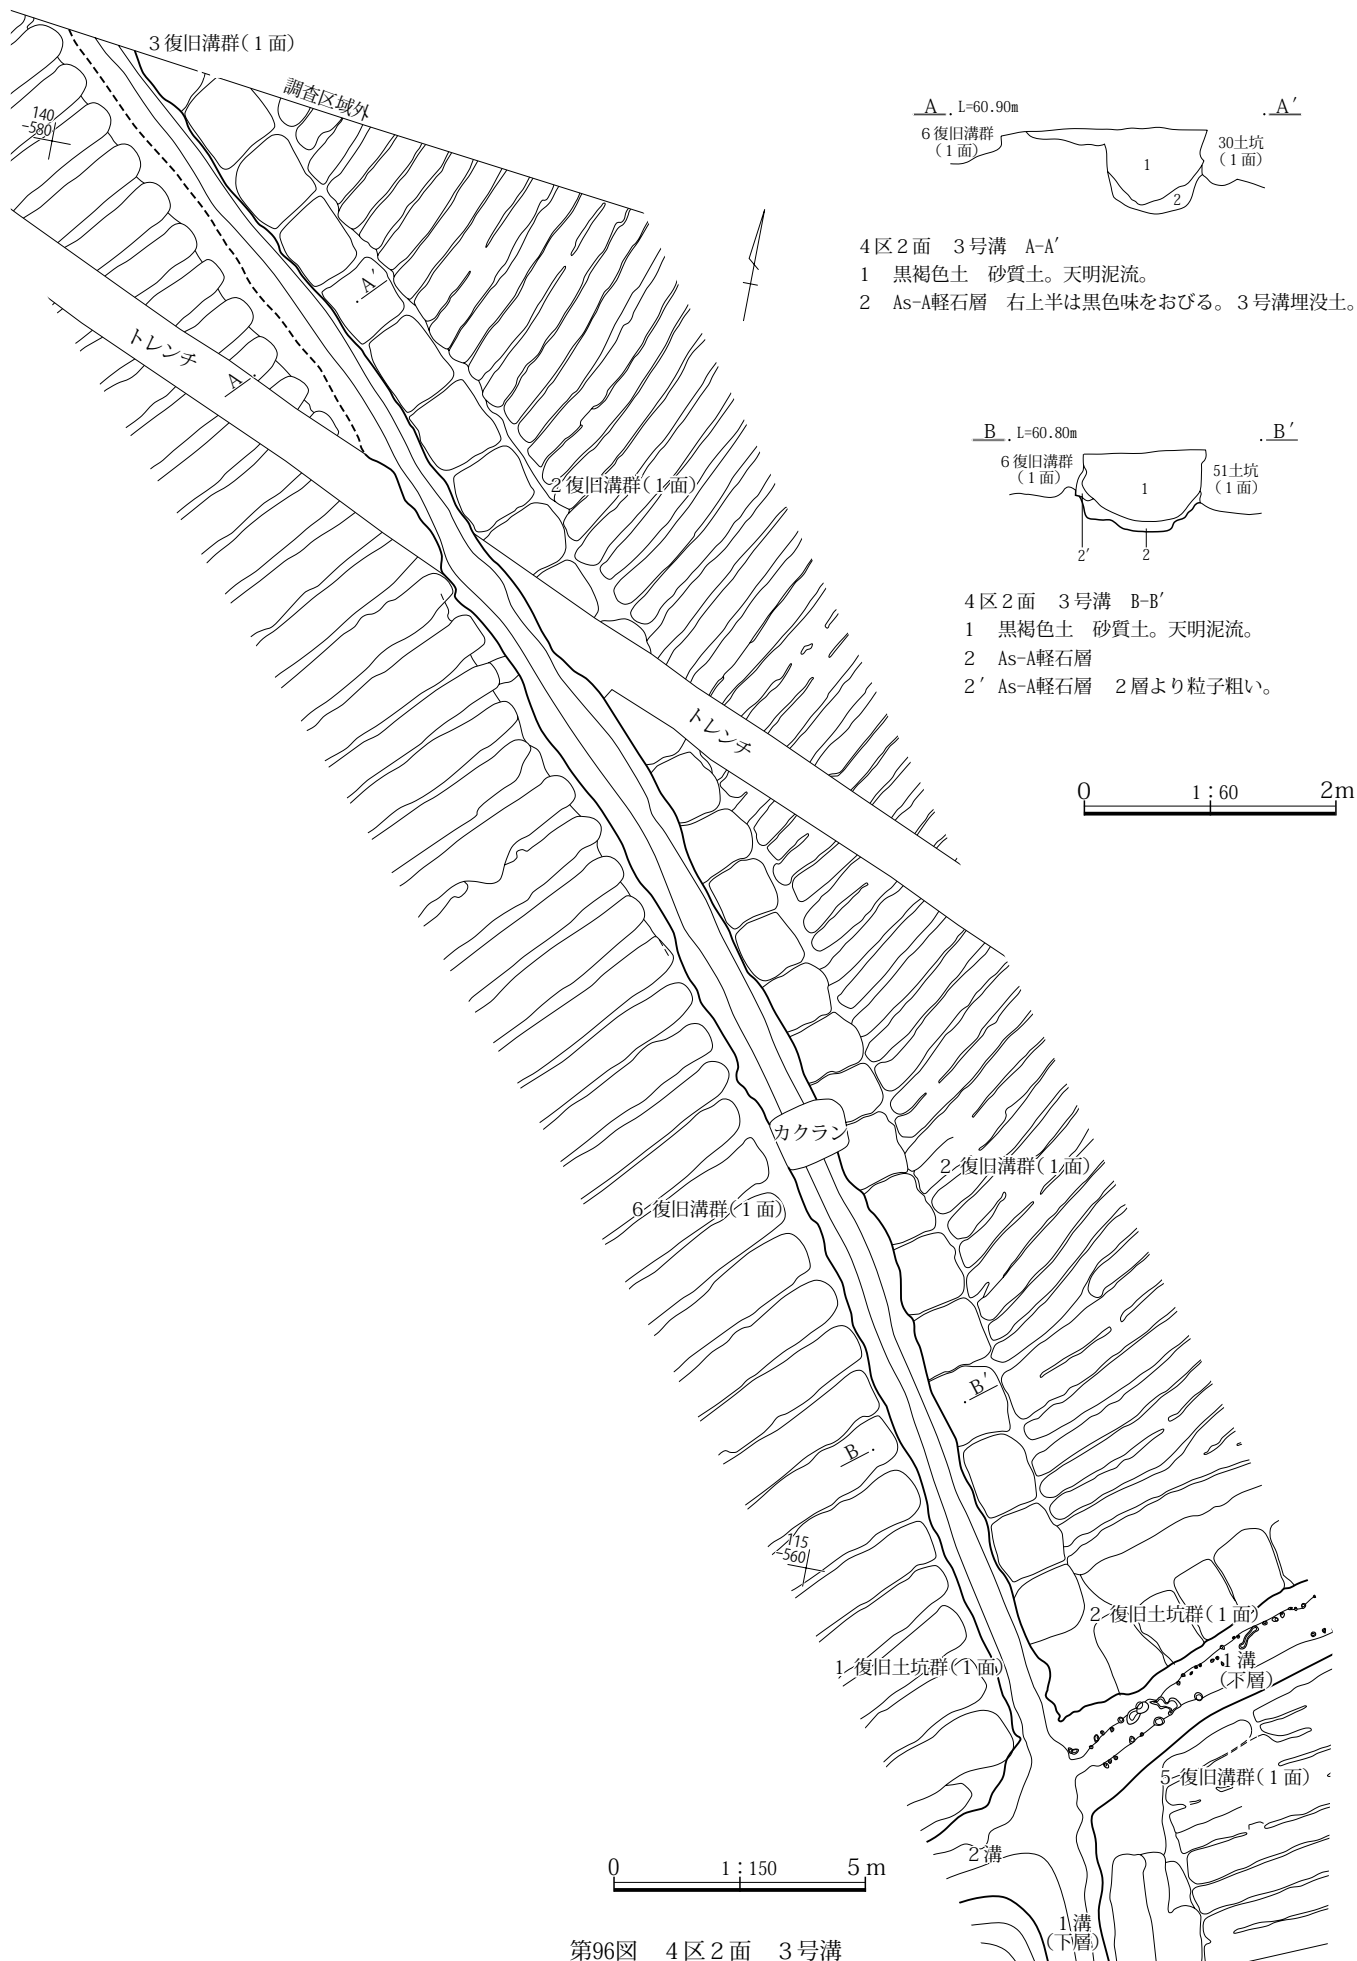 3復旧溝群(1面)
調査区域外
140
-580
A
A′
トレンチ
2復旧溝群(1面)
トレンチ
カクラン
2復旧溝群(1面)
6復旧溝群(1面)
B′
B
115
-560
2復旧土坑群(1面)
1復旧土坑群(1面)
1溝
(下層)
5復旧溝群(1面)
2溝
1溝
(下層)
A L=60.90m A′
6復旧溝群
(1面)
30土坑
(1面)
1
2
4区2面 3号溝 A-A′
1 黒褐色土 砂質土。天明泥流。
2 As-A軽石層 右上半は黒色味をおびる。3号溝埋没土。
B L=60.80m B′
6復旧溝群
(1面)
51土坑
(1面)
1
2′
2
4区2面 3号溝 B-B′
1 黒褐色土 砂質土。天明泥流。
2 As-A軽石層
2′ As-A軽石層 2層より粒子粗い。
0 1:60 2m
0 1:150 5m
第96図 4区2面 3号溝